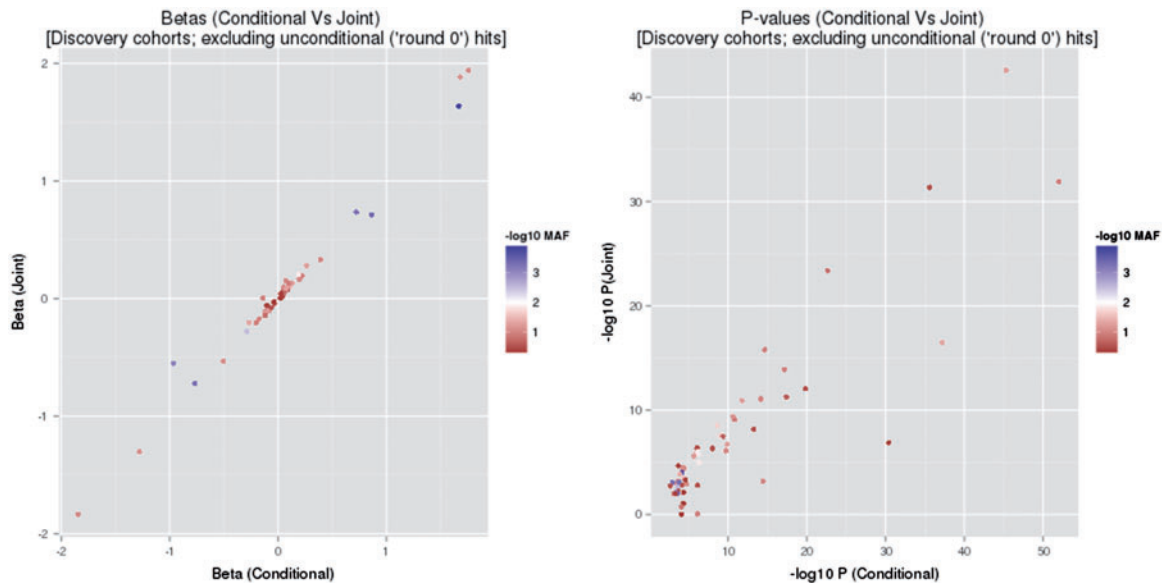 Betas (Conditional Vs Joint)
[Discovery cohorts; excluding unconditional ('round 0') hits]
2
1
0
-1
-2
-2
-1
0
1
Beta (Joint)
Beta (Conditional)
-log10 MAF
3
2
1
P-values (Conditional Vs Joint)
[Discovery cohorts; excluding unconditional ('round 0') hits]
40
30
20
10
0
10
20
30
40
50
-log10 P(Joint)
-log10 P (Conditional)
-log10 MAF
3
2
1